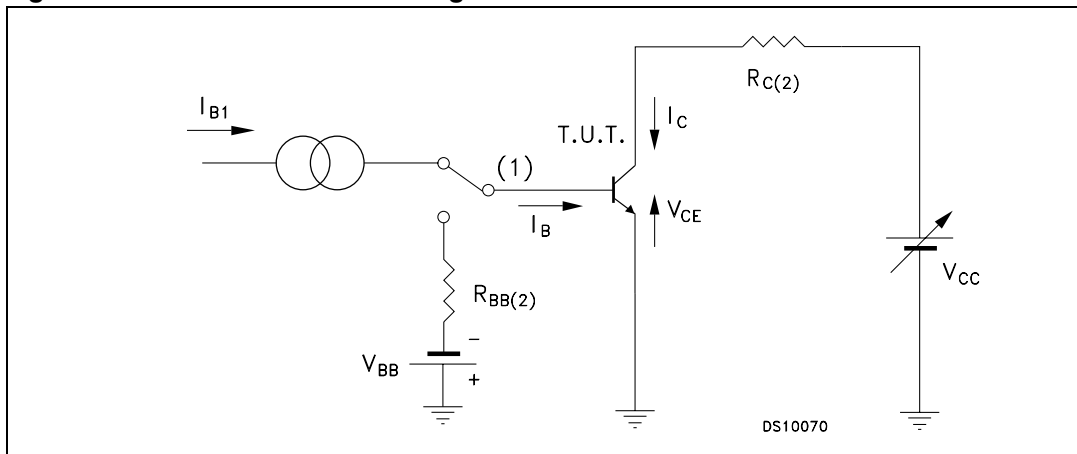 I_B1
R_C(2)
I_C
T.U.T.
(1)
I_B
V_CE
V_CC
R_BB(2)
-
V_BB
+
DS10070